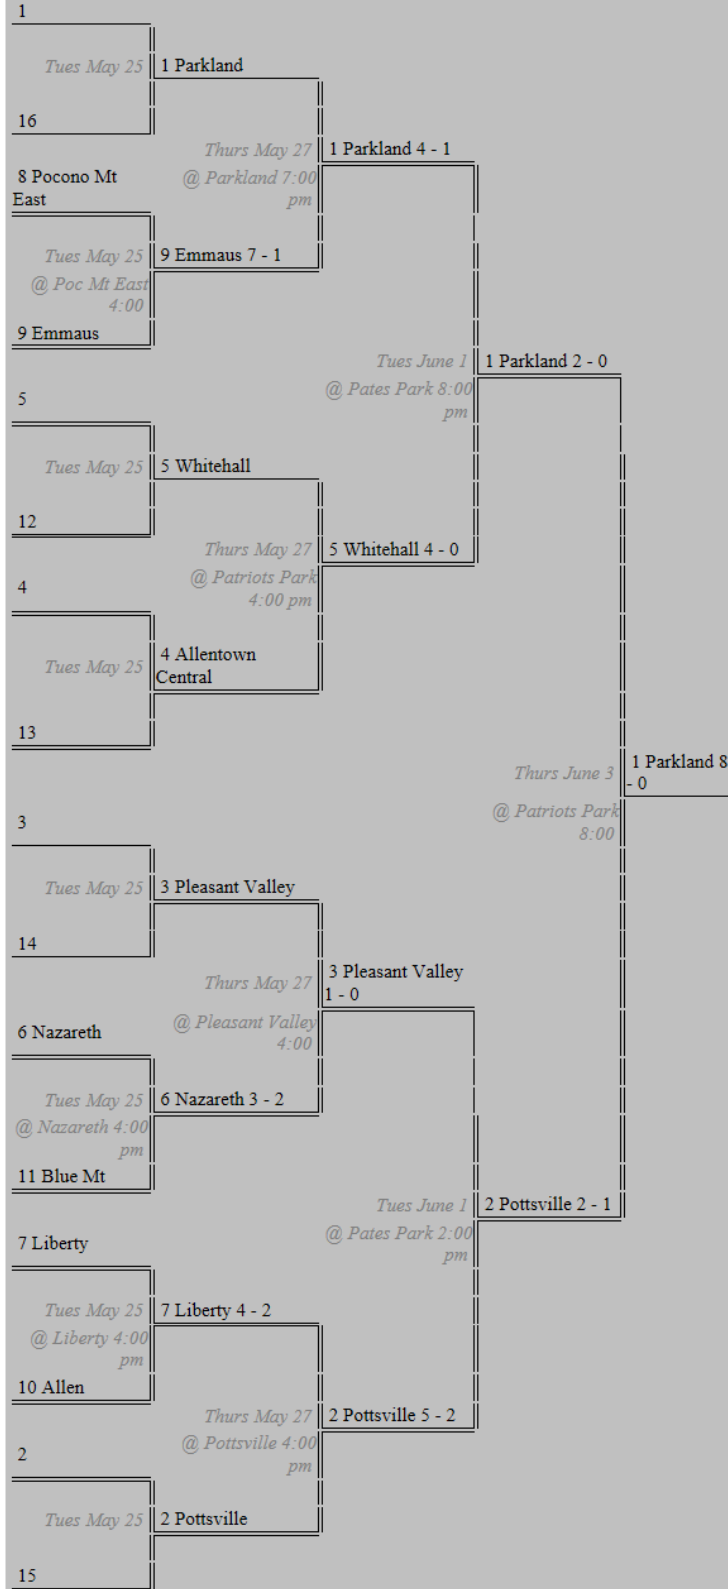 1
Tues May 25
1 Parkland
16
Thurs May 27
@ Parkland 7:00
pm
1 Parkland 4 - 1
8 Pocono Mt
East
Tues May 25
@ Poc Mt East
4:00
9 Emmaus 7 - 1
9 Emmaus
Tues June 1
@ Pates Park 8:00
pm
1 Parkland 2 - 0
5
Tues May 25
5 Whitehall
12
Thurs May 27
@ Patriots Park
4:00 pm
5 Whitehall 4 - 0
4
Tues May 25
4 Allentown
Central
13
Thurs June 3
@ Patriots Park
8:00
1 Parkland 8
- 0
3
Tues May 25
3 Pleasant Valley
14
Thurs May 27
@ Pleasant Valley
4:00
3 Pleasant Valley
1 - 0
6 Nazareth
Tues May 25
@ Nazareth 4:00
pm
6 Nazareth 3 - 2
11 Blue Mt
Tues June 1
@ Pates Park 2:00
pm
2 Pottsville 2 - 1
7 Liberty
Tues May 25
@ Liberty 4:00
pm
7 Liberty 4 - 2
10 Allen
Thurs May 27
@ Pottsville 4:00
pm
2 Pottsville 5 - 2
2
Tues May 25
2 Pottsville
15